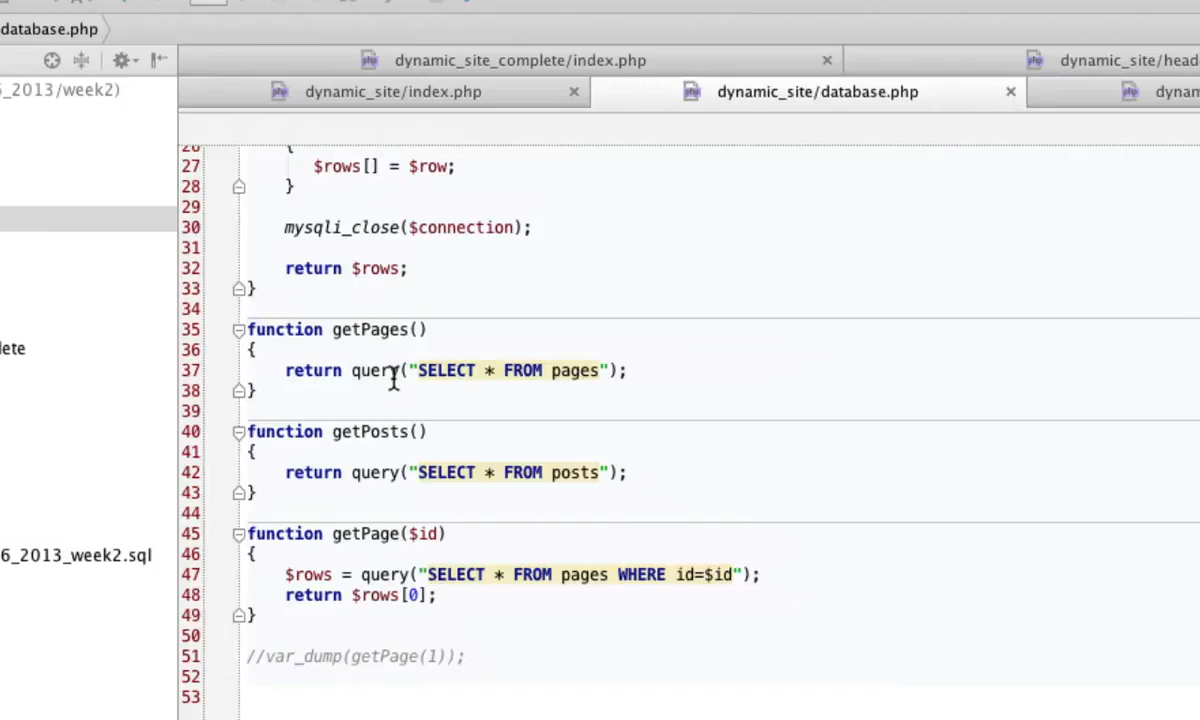 database.php
dynamic_site_complete/index.php
dynamic_site/head
6_2013/week2)
dynamic_site/index.php
dynamic_site/database.php
dynam
26 {
27 $rows[] = $row;
28 }
29
30 mysqli_close($connection);
31
32 return $rows;
33 }
34
35 function getPages()
36 {
37 return query("SELECT * FROM pages");
38 }
39
40 function getPosts()
41 {
42 return query("SELECT * FROM posts");
43 }
44
45 function getPage($id)
46 {
47 $rows = query("SELECT * FROM pages WHERE id=$id");
48 return $rows[0];
49 }
50
51 //var_dump(getPage(1));
52
53
lete
6_2013_week2.sql